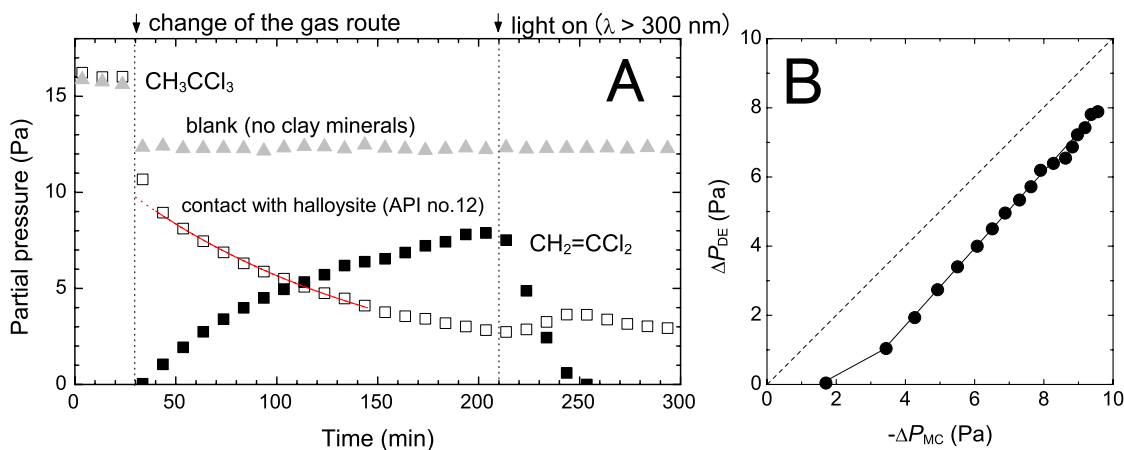 change of the gas route
light on (λ > 300 nm)
A
CH₃CCl₃
blank (no clay minerals)
contact with halloysite (API no.12)
CH₂=CCl₂
Partial pressure (Pa)
15
10
5
0
0 50 100 150 200 250 300
Time (min)
B
ΔP_DE (Pa)
10
8
6
4
2
0
0 2 4 6 8 10
-ΔP_MC (Pa)